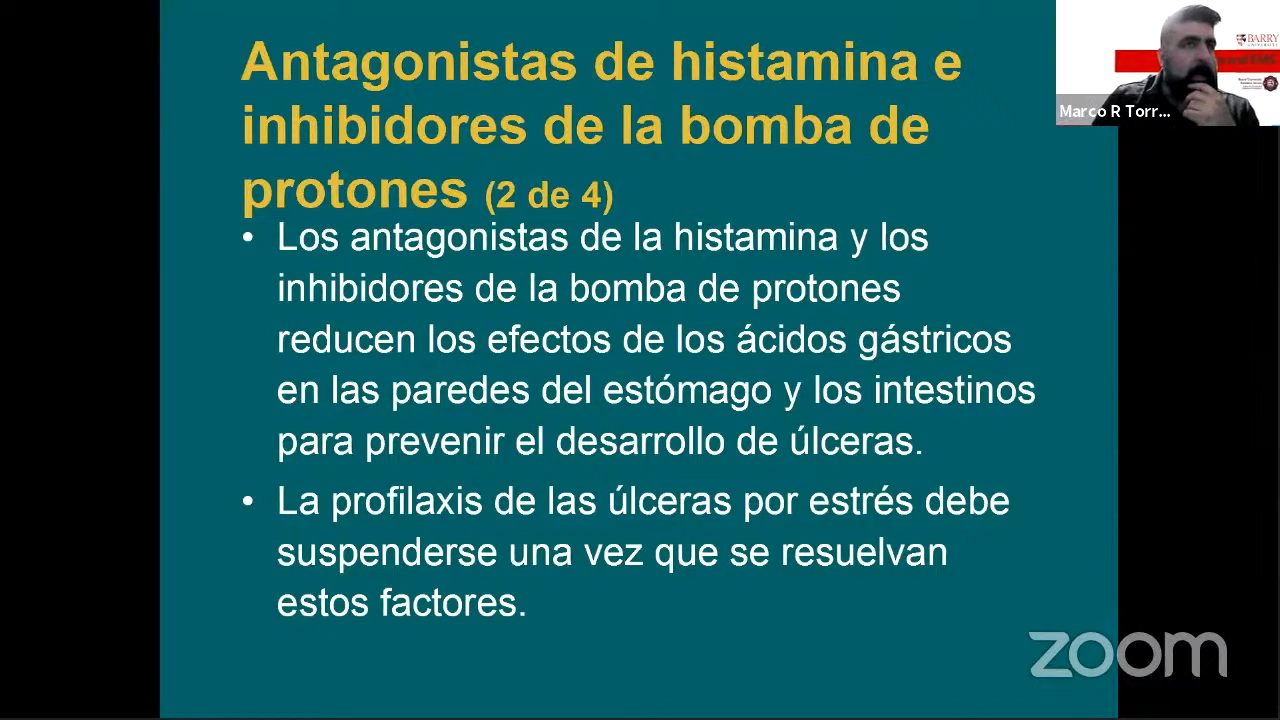 Antagonistas de histamina e
inhibidores de la bomba de
protones (2 de 4)
• Los antagonistas de la histamina y los
inhibidores de la bomba de protones
reducen los efectos de los ácidos gástricos
en las paredes del estómago y los intestinos
para prevenir el desarrollo de úlceras.
• La profilaxis de las úlceras por estrés debe
suspenderse una vez que se resuelvan
estos factores.
BARRY
UNIVERSITY
Marco R Torr...
zoom